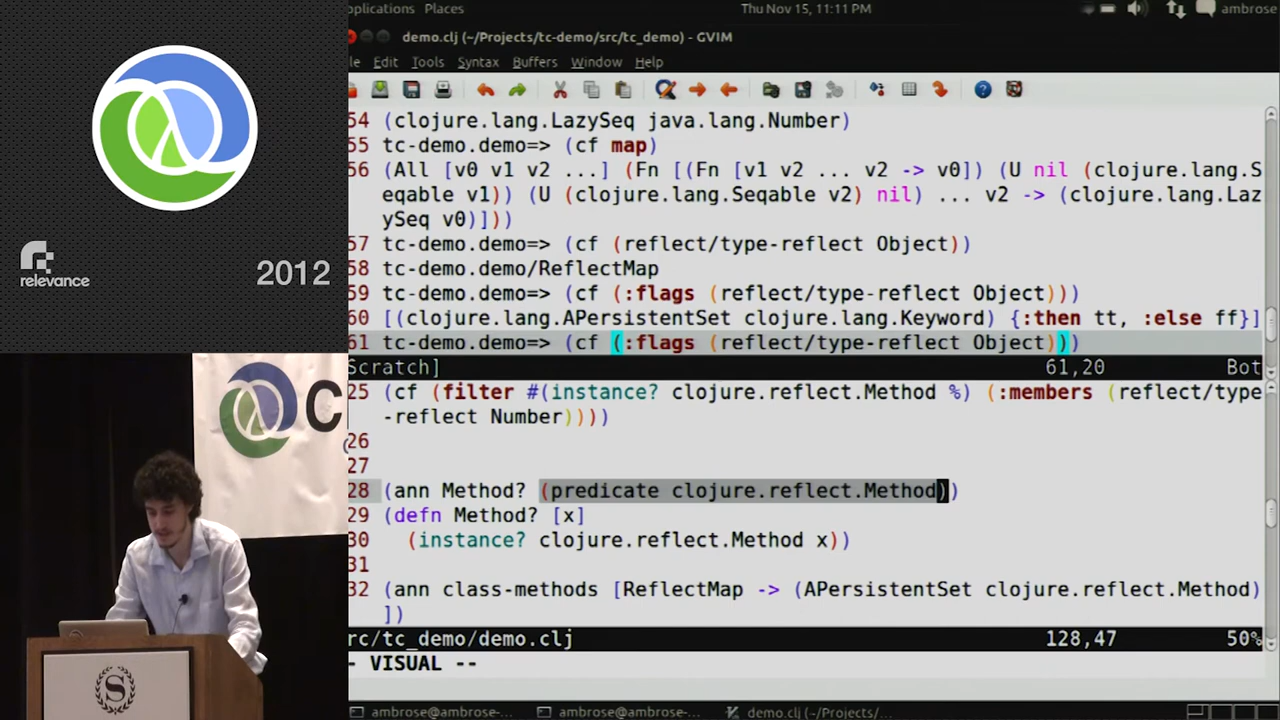 relevance
2012
C
S
plications Places
Thu Nov 15, 11:11 PM
ambrose
demo.clj (~/Projects/tc-demo/src/tc_demo) - GVIM
le Edit Tools Syntax Buffers Window Help
54 (clojure.lang.LazySeq java.lang.Number)
55 tc-demo.demo=> (cf map)
56 (All [v0 v1 v2 ...] (Fn [(Fn [v1 v2 ... v2 -> v0]) (U nil (clojure.lang.S
eqable v1)) (U (clojure.lang.Seqable v2) nil) ... v2 -> (clojure.lang.Laz
ySeq v0)]))
57 tc-demo.demo=> (cf (reflect/type-reflect Object))
58 tc-demo.demo/ReflectMap
59 tc-demo.demo=> (cf (:flags (reflect/type-reflect Object)))
60 [(clojure.lang.APersistentSet clojure.lang.Keyword) {:then tt, :else ff}]
61 tc-demo.demo=> (cf (:flags (reflect/type-reflect Object)))
Scratch] 61,20 Bot
25 (cf (filter #(instance? clojure.reflect.Method %) (:members (reflect/type
-reflect Number))))
26
27
28 (ann Method? (predicate clojure.reflect.Method))
29 (defn Method? [x]
30 (instance? clojure.reflect.Method x))
31
32 (ann class-methods [ReflectMap -> (APersistentSet clojure.reflect.Method)
])
rc/tc_demo/demo.clj 128,47 50%
- VISUAL --
ambrose@ambrose-... ambrose@ambrose-... demo.clj (~/Projects/...